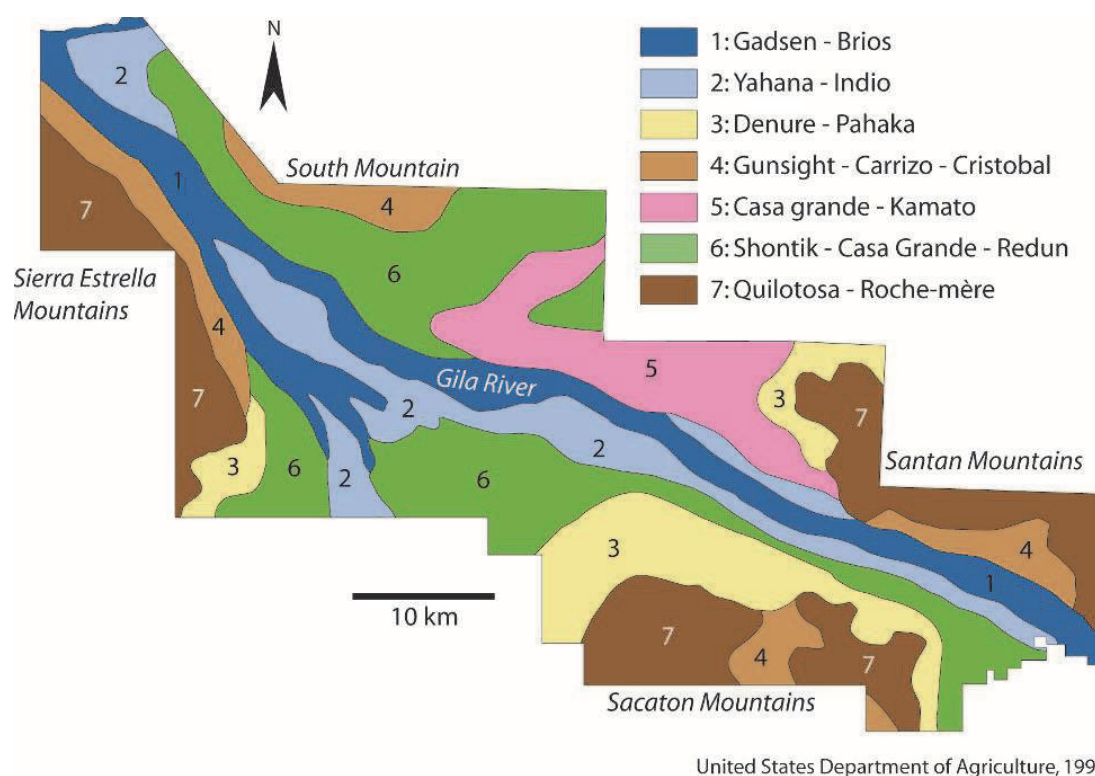 N
1: Gadsen - Brios
2: Yahana - Indio
3: Denure - Pahaka
4: Gunsight - Carrizo - Cristobal
5: Casa grande - Kamato
6: Shontik - Casa Grande - Redun
7: Quilotosa - Roche-mère
2
South Mountain
1
4
7
6
Sierra Estrella
Mountains
4
5
Gila River
7
2
3
7
2
Santan Mountains
3
6
2
6
3
4
1
10 km
7
4
7
Sacaton Mountains
United States Department of Agriculture, 199